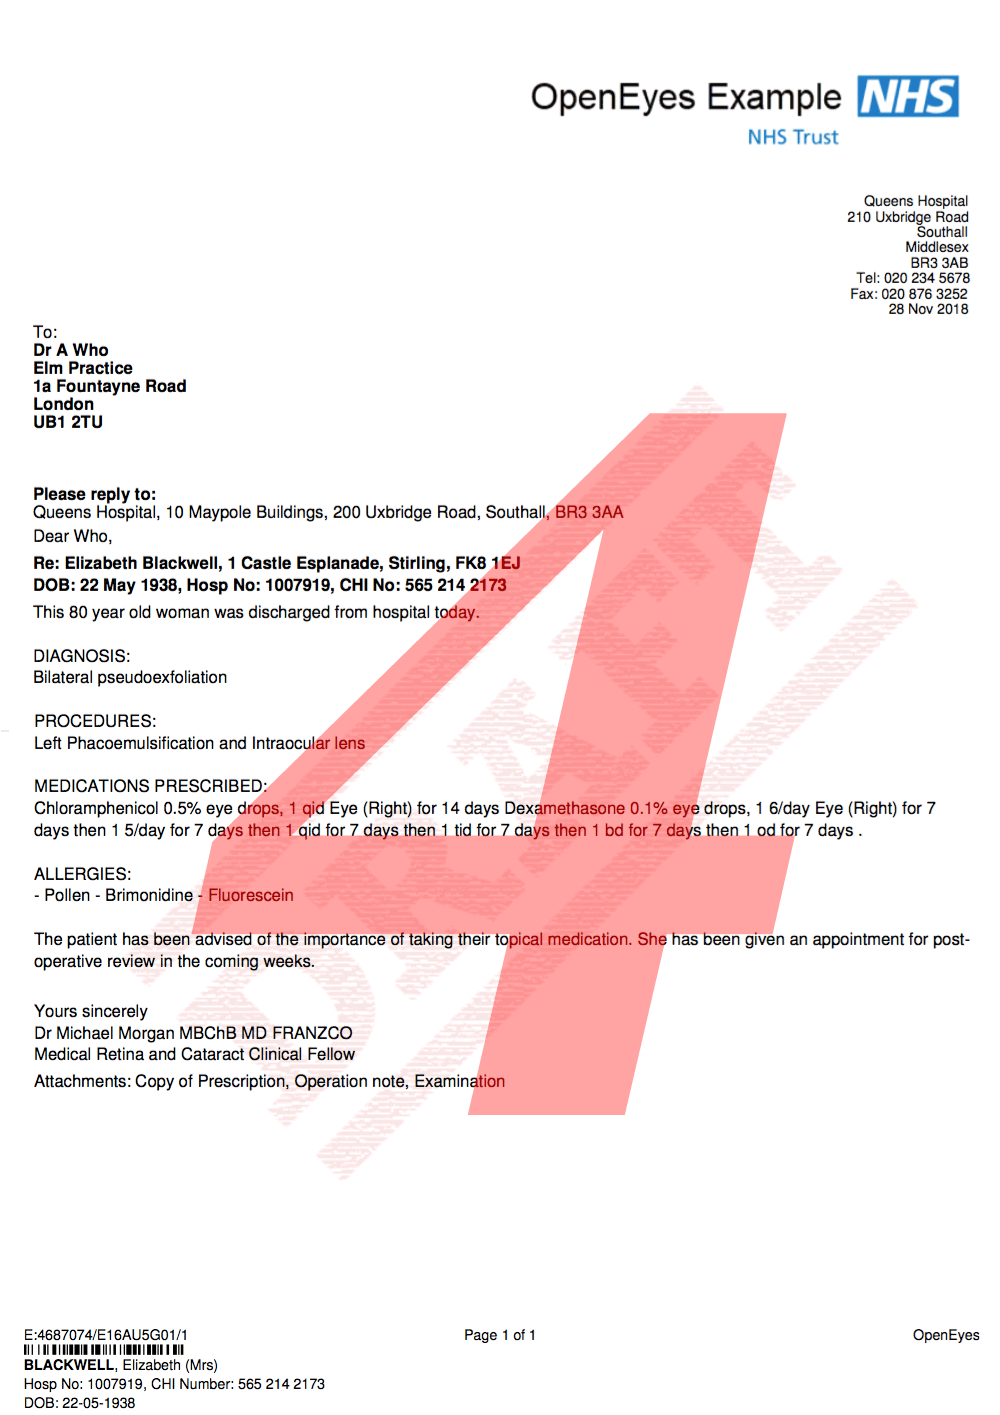 OpenEyes Example NHS
NHS Trust
Queens Hospital
210 Uxbridge Road
Southall
Middlesex
BR3 3AB
Tel: 020 234 5678
Fax: 020 876 3252
28 Nov 2018
To:
Dr A Who
Elm Practice
1a Fountayne Road
London
UB1 2TU
Please reply to:
Queens Hospital, 10 Maypole Buildings, 200 Uxbridge Road, Southall, BR3 3AA
Dear Who,
Re: Elizabeth Blackwell, 1 Castle Esplanade, Stirling, FK8 1EJ
DOB: 22 May 1938, Hosp No: 1007919, CHI No: 565 214 2173
This 80 year old woman was discharged from hospital today.
DIAGNOSIS:
Bilateral pseudoexfoliation
PROCEDURES:
Left Phacoemulsification and Intraocular lens
MEDICATIONS PRESCRIBED:
Chloramphenicol 0.5% eye drops, 1 qid Eye (Right) for 14 days Dexamethasone 0.1% eye drops, 1 6/day Eye (Right) for 7
days then 1 5/day for 7 days then 1 qid for 7 days then 1 tid for 7 days then 1 bd for 7 days then 1 od for 7 days .
ALLERGIES:
- Pollen - Brimonidine - Fluorescein
The patient has been advised of the importance of taking their topical medication. She has been given an appointment for post-
operative review in the coming weeks.
Yours sincerely
Dr Michael Morgan MBChB MD FRANZCO
Medical Retina and Cataract Clinical Fellow
Attachments: Copy of Prescription, Operation note, Examination
DRAFT
4
E:4687074/E16AU5G01/1
Page 1 of 1
OpenEyes
BLACKWELL, Elizabeth (Mrs)
Hosp No: 1007919, CHI Number: 565 214 2173
DOB: 22-05-1938